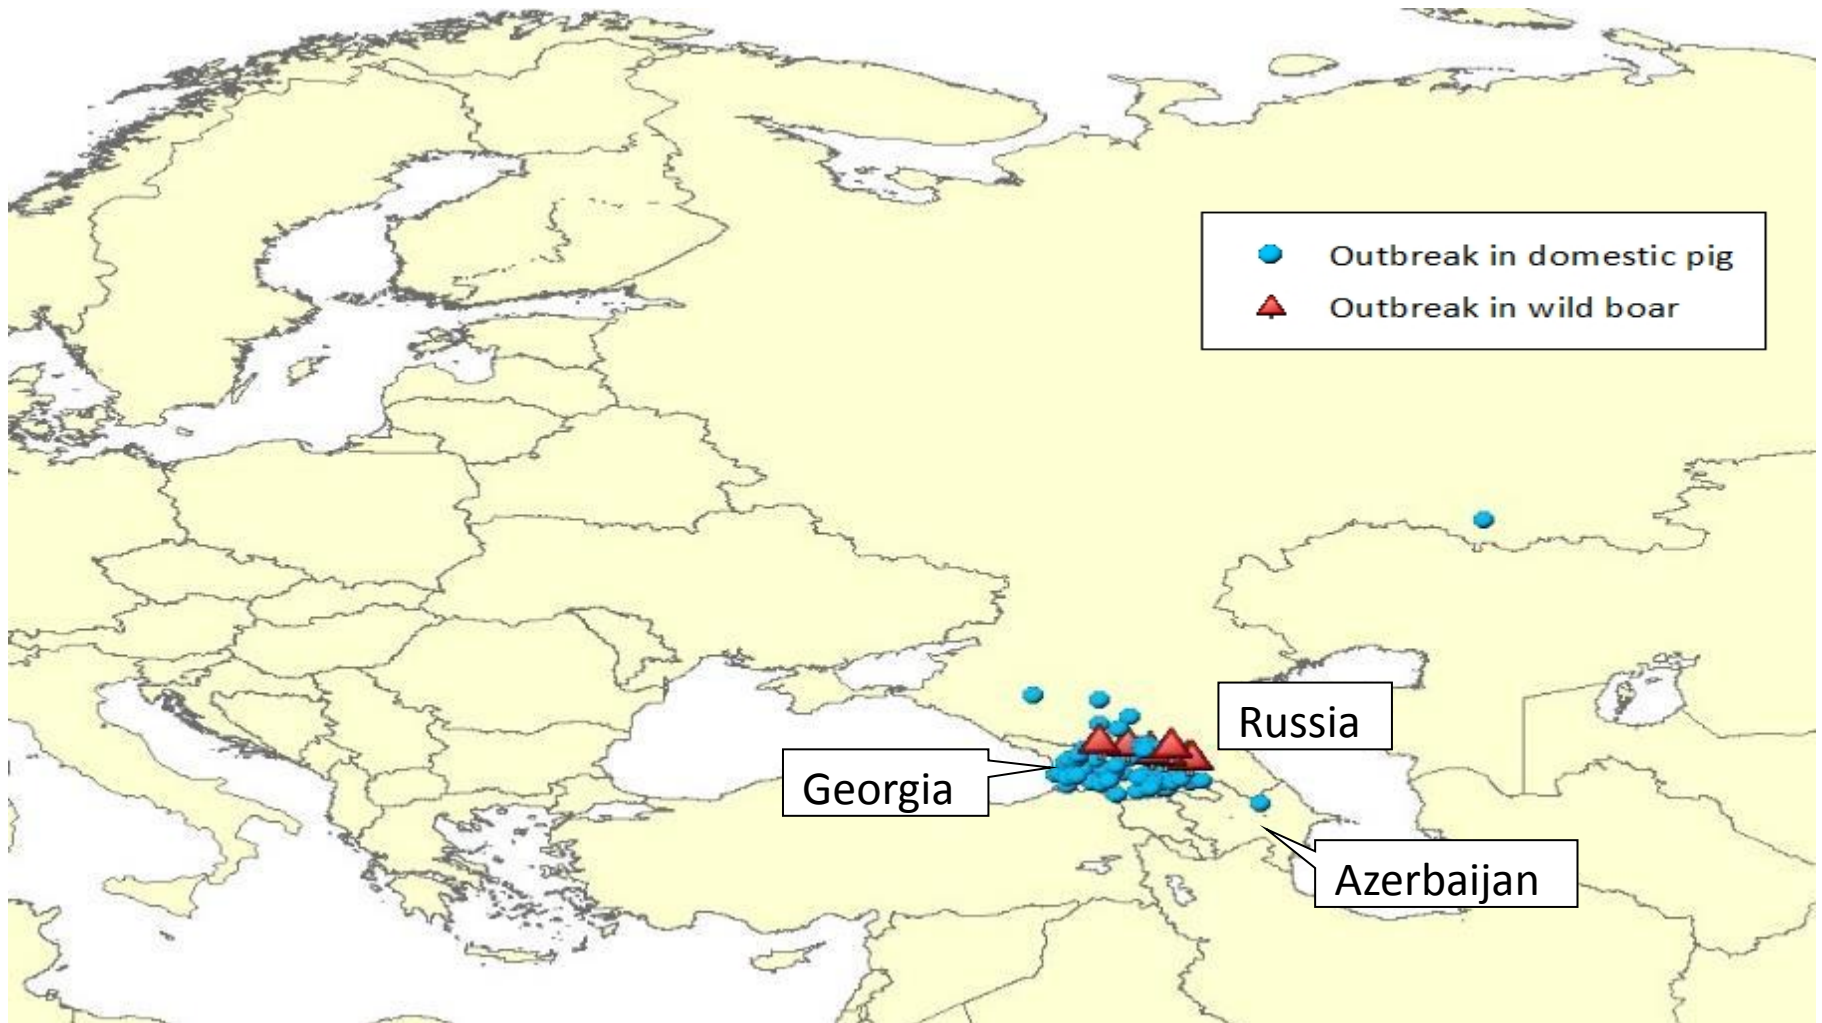 Outbreak in domestic pig
Outbreak in wild boar
Russia
Georgia
Azerbaijan